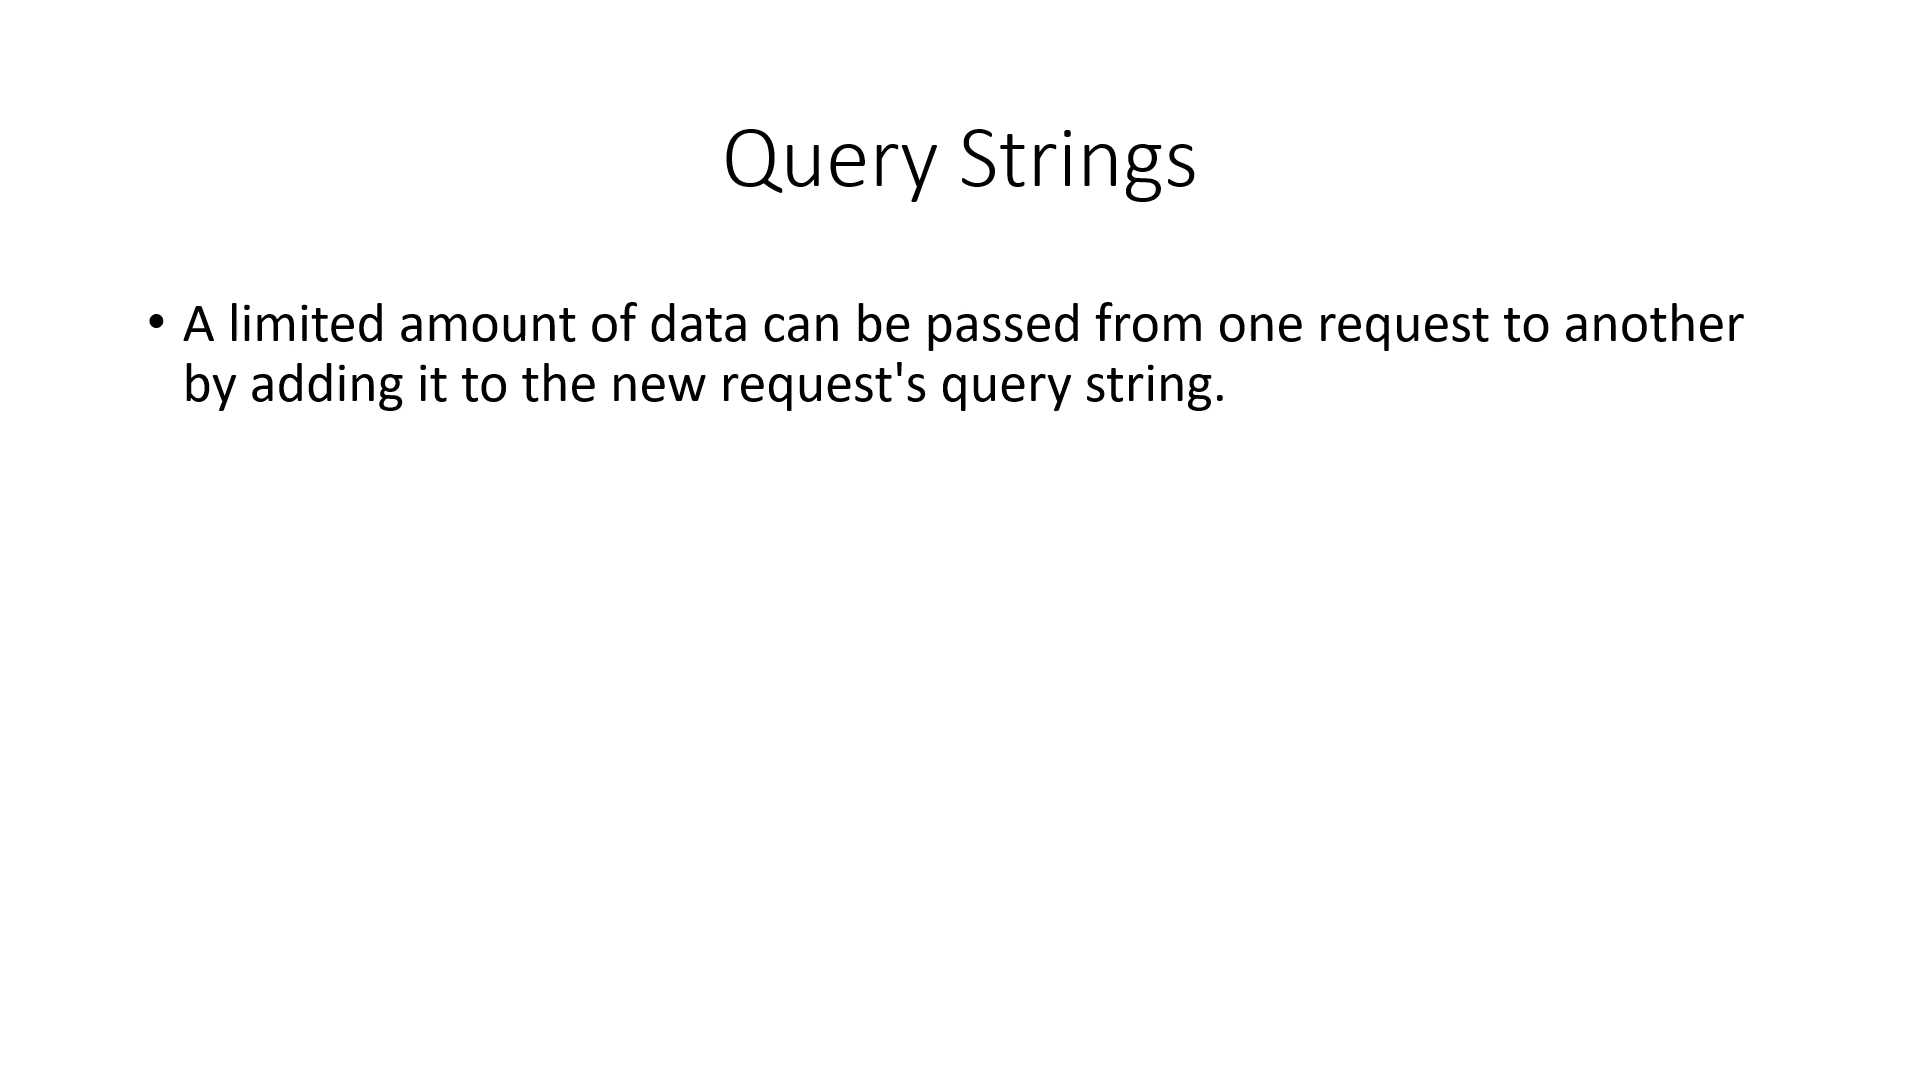 Query Strings
• A limited amount of data can be passed from one request to another
by adding it to the new request's query string.